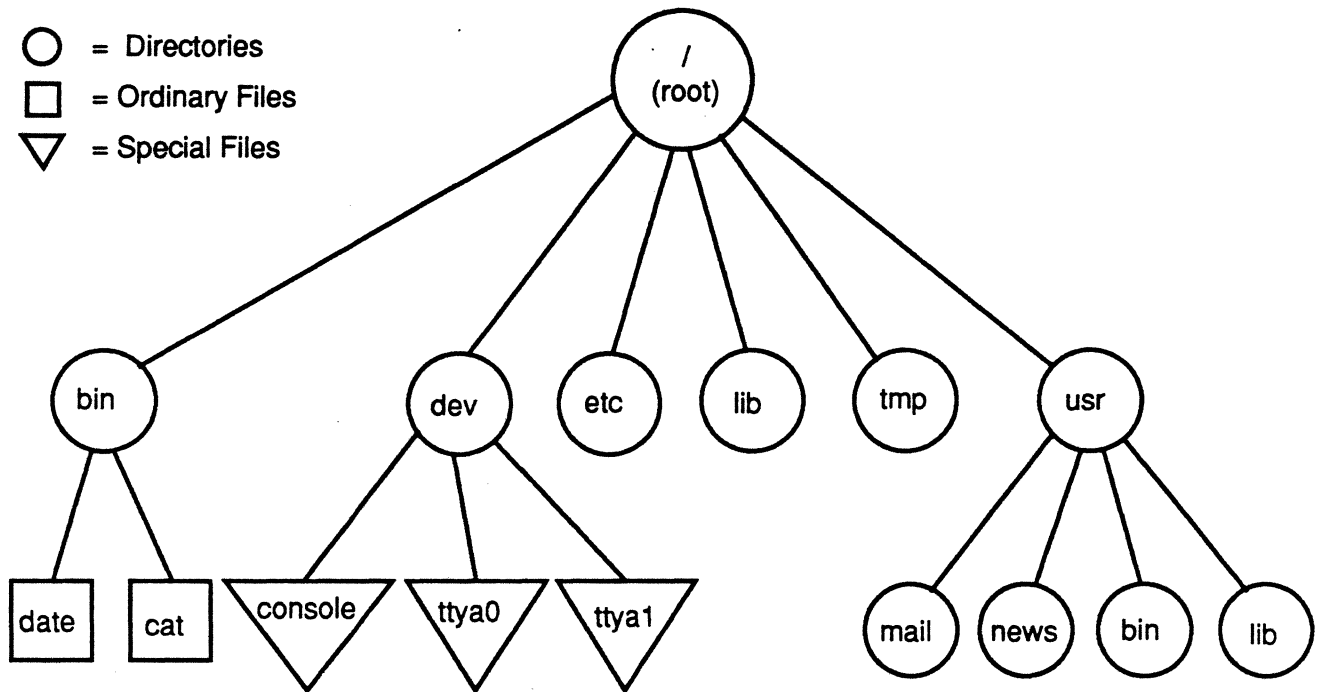 = Directories
= Ordinary Files
= Special Files
/
(root)
bin
dev
etc
lib
tmp
usr
date
cat
console
ttya0
ttya1
mail
news
bin
lib